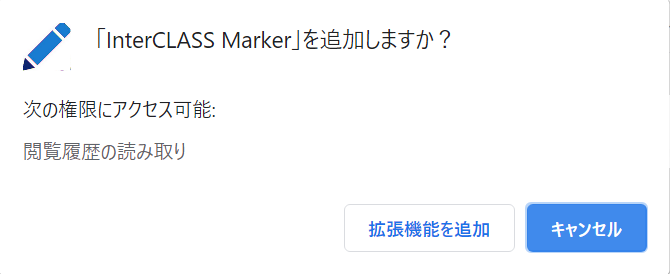 「InterCLASS Marker」を追加しますか？
次の権限にアクセス可能:
閲覧履歴の読み取り
拡張機能を追加
キャンセル